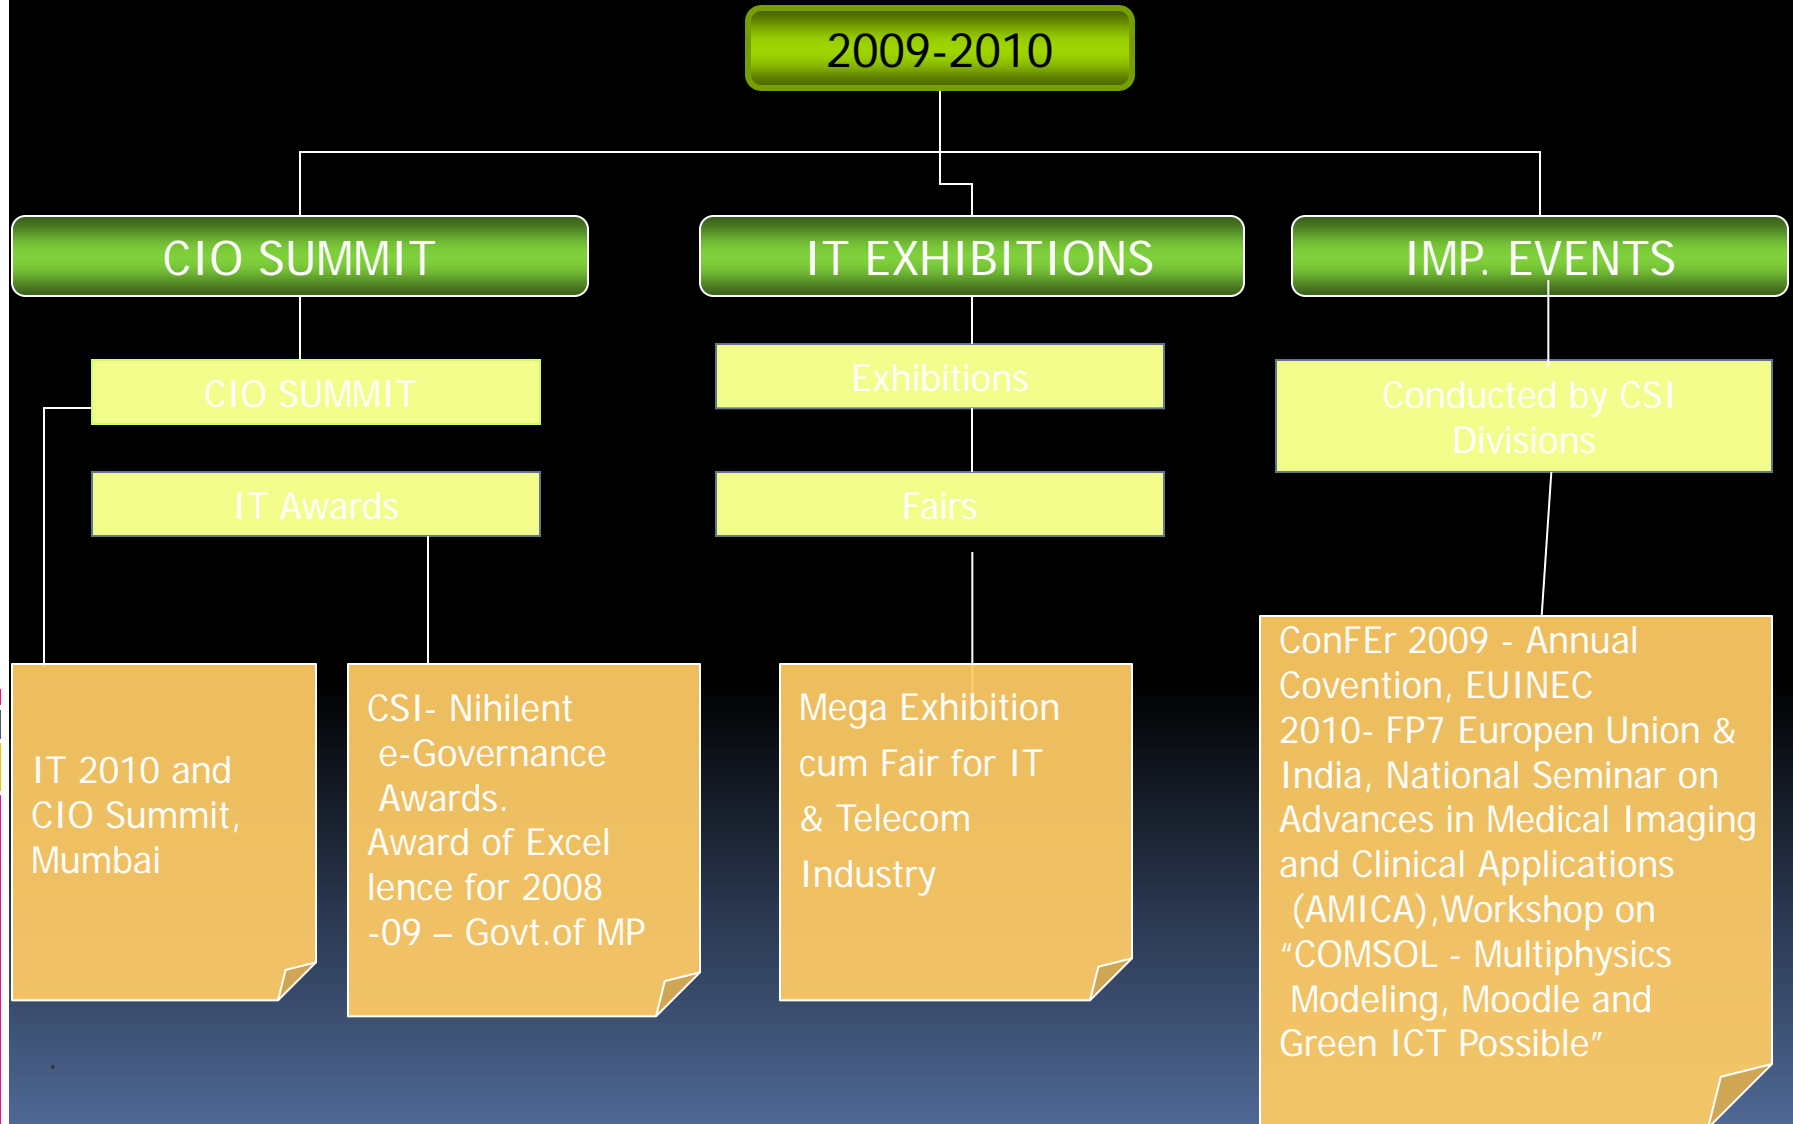 2009-2010
CIO SUMMIT
IT EXHIBITIONS
IMP. EVENTS
CIO SUMMIT
IT Awards
Exhibitions
Fairs
Conducted by CSI
Divisions
IT 2010 and
CIO Summit,
Mumbai
CSI- Nihilent
e-Governance
Awards.
Award of Excel
lence for 2008
-09 – Govt.of MP
Mega Exhibition
cum Fair for IT
& Telecom
Industry
ConFEr 2009 - Annual
Covention, EUINEC
2010- FP7 Europen Union &
India, National Seminar on
Advances in Medical Imaging
and Clinical Applications
(AMICA),Workshop on
“COMSOL - Multiphysics
Modeling, Moodle and
Green ICT Possible”
.